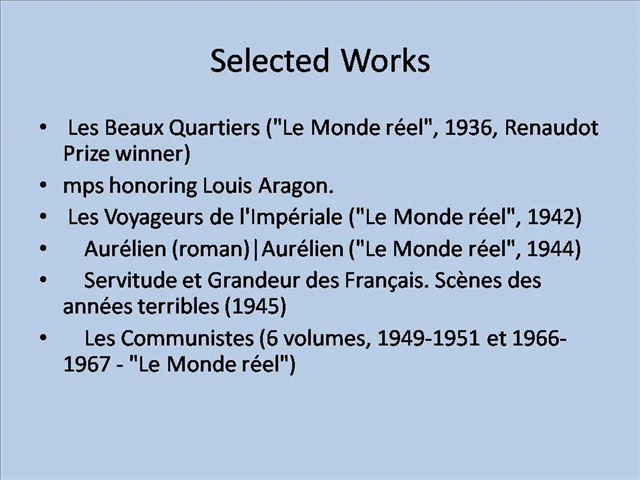 Selected Works
• Les Beaux Quartiers ("Le Monde réel", 1936, Renaudot
Prize winner)
• mps honoring Louis Aragon.
• Les Voyageurs de l'Impériale ("Le Monde réel", 1942)
• Aurélien (roman)|Aurélien ("Le Monde réel", 1944)
• Servitude et Grandeur des Français. Scènes des
années terribles (1945)
• Les Communistes (6 volumes, 1949-1951 et 1966-
1967 - "Le Monde réel")